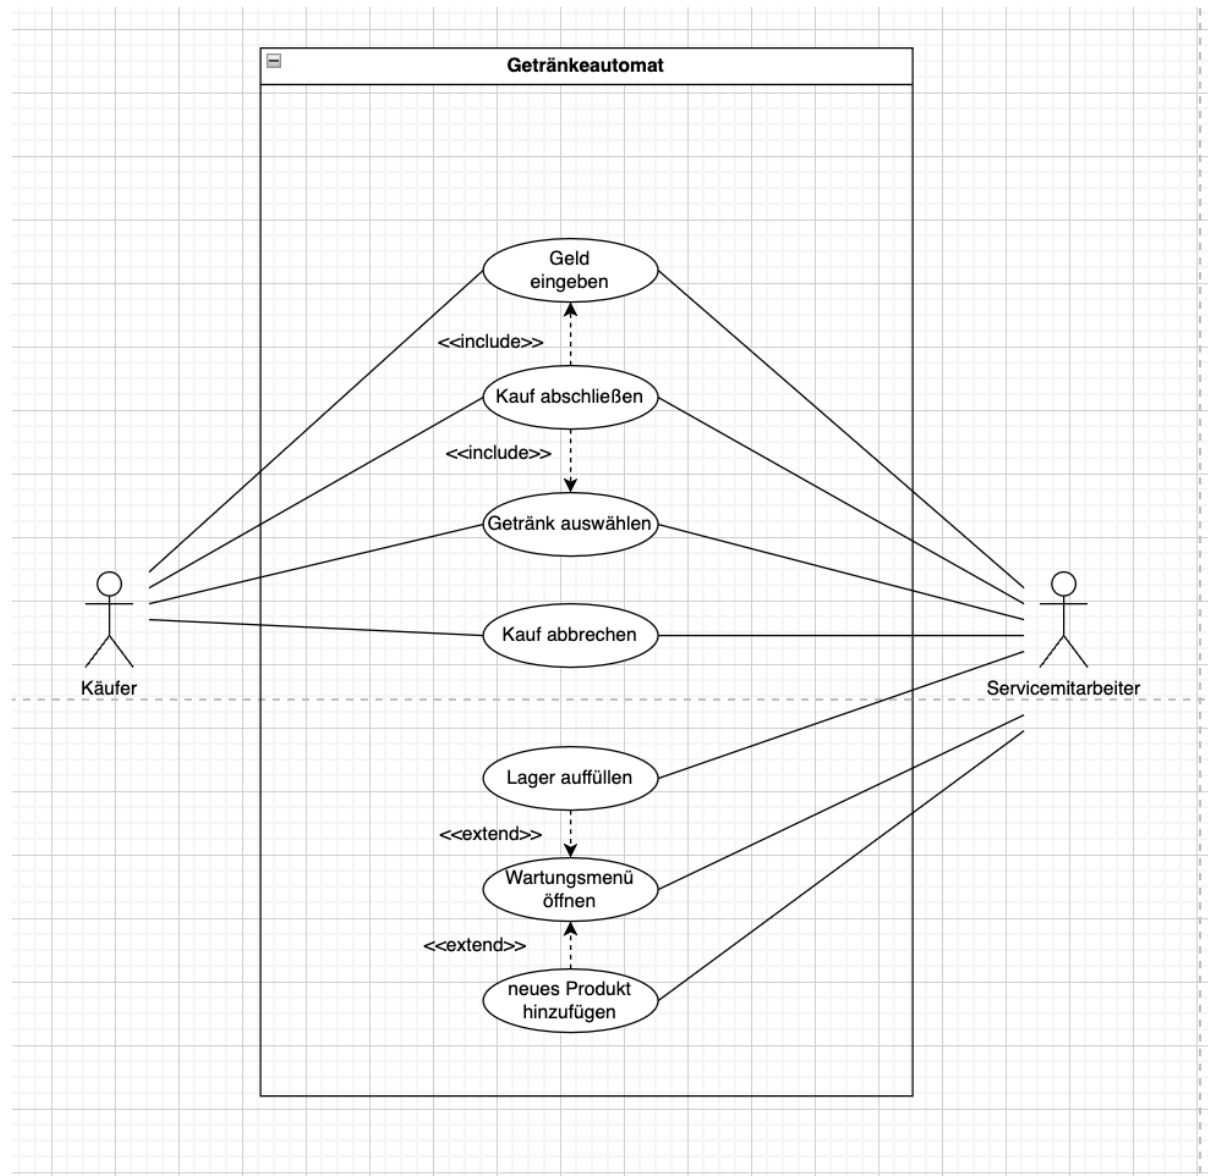 Getränkeautomat
Geld
eingeben
<<include>>
Kauf abschließen
<<include>>
Getränk auswählen
Kauf abbrechen
Käufer
Servicemitarbeiter
Lager auffüllen
<<extend>>
Wartungsmenü
öffnen
<<extend>>
neues Produkt
hinzufügen